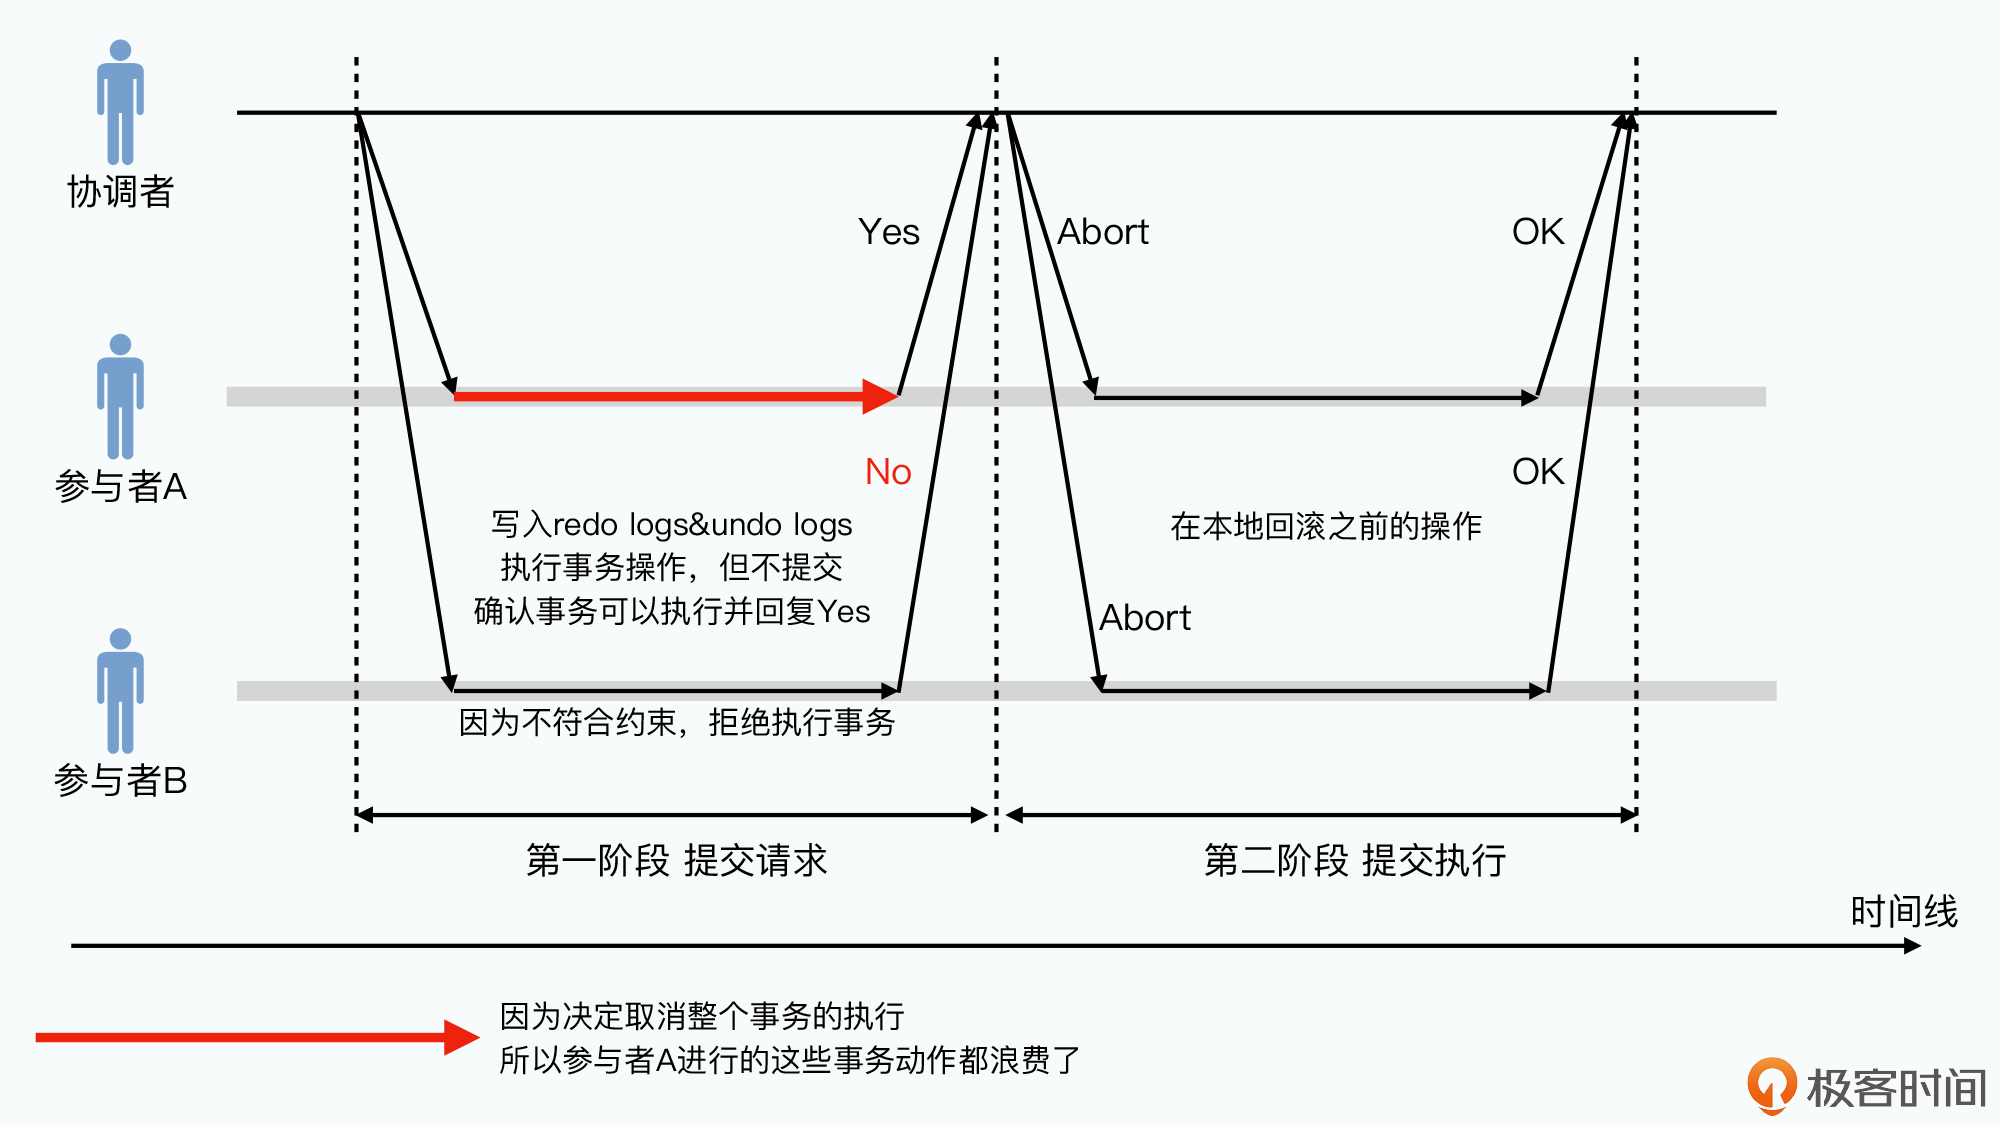 协调者
Yes
Abort
OK
参与者A
No
OK
写入redo logs&undo logs
执行事务操作，但不提交
确认事务可以执行并回复Yes
在本地回滚之前的操作
Abort
参与者B
因为不符合约束，拒绝执行事务
第一阶段 提交请求
第二阶段 提交执行
时间线
因为决定取消整个事务的执行
所以参与者A进行的这些事务动作都浪费了
极客时间